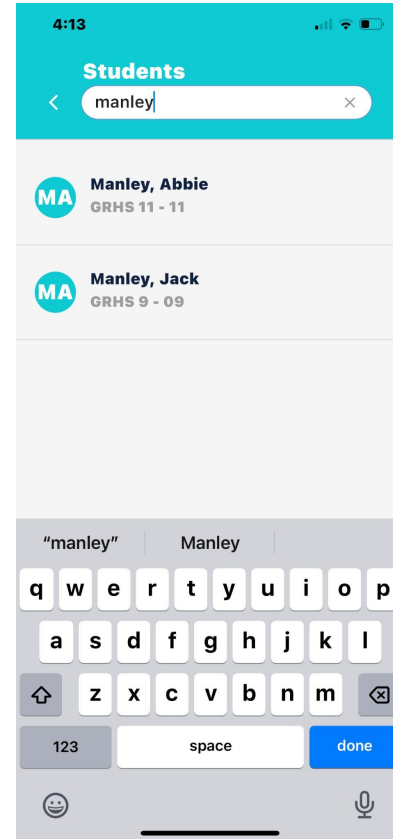 4:13
Students
manley
MA
Manley, Abbie
GRHS 11 - 11
MA
Manley, Jack
GRHS 9 - 09
“manley” Manley
q w e r t y u i o p
a s d f g h j k l
z x c v b n m
123 space done